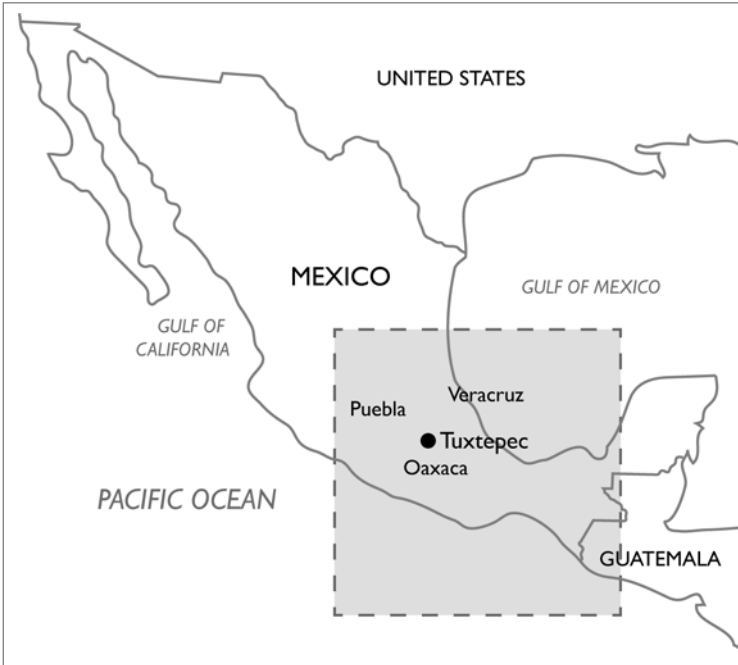 UNITED STATES
MEXICO
GULF OF MEXICO
GULF OF
CALIFORNIA
Veracruz
Puebla
Tuxtepec
Oaxaca
PACIFIC OCEAN
GUATEMALA